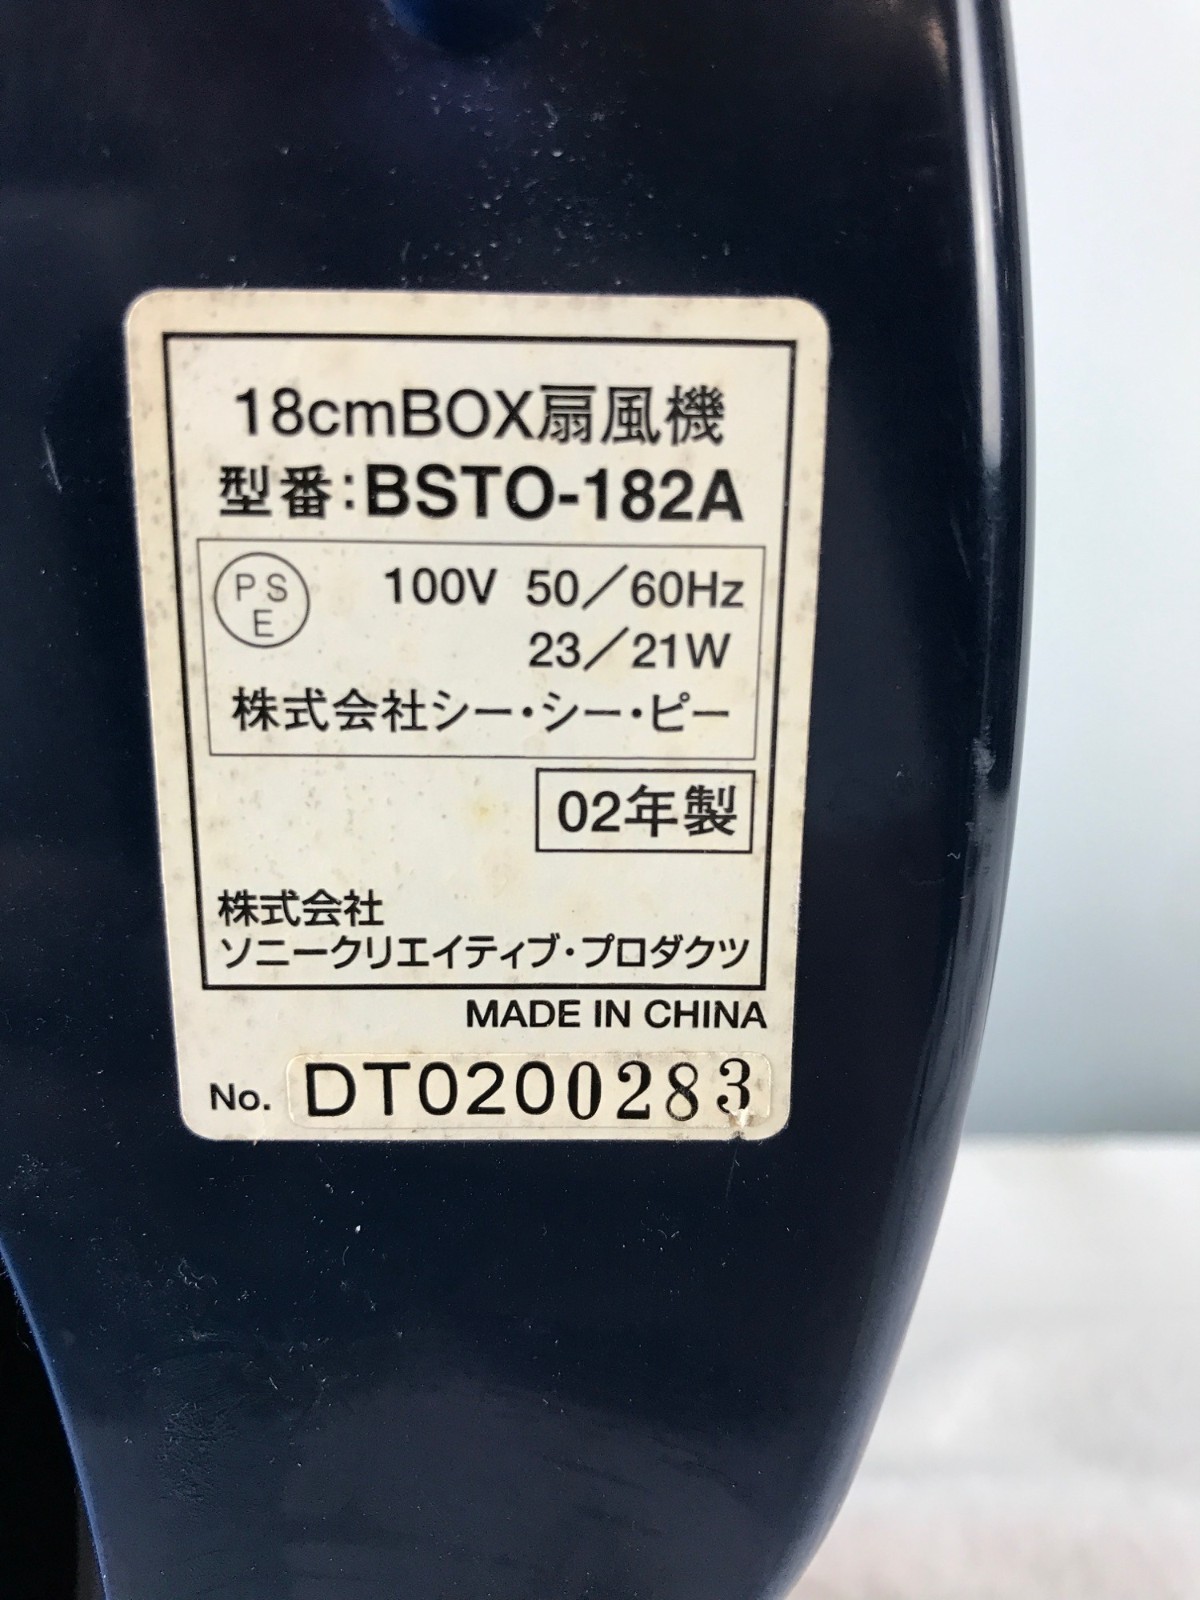 18cmBOX扇風機
型番:BSTO-182A
PS
E
100V 50/60Hz
23/21W
株式会社シー・シー・ピー
02年製
株式会社
ソニークリエイティブ・プロダクツ
MADE IN CHINA
No. DT0200283